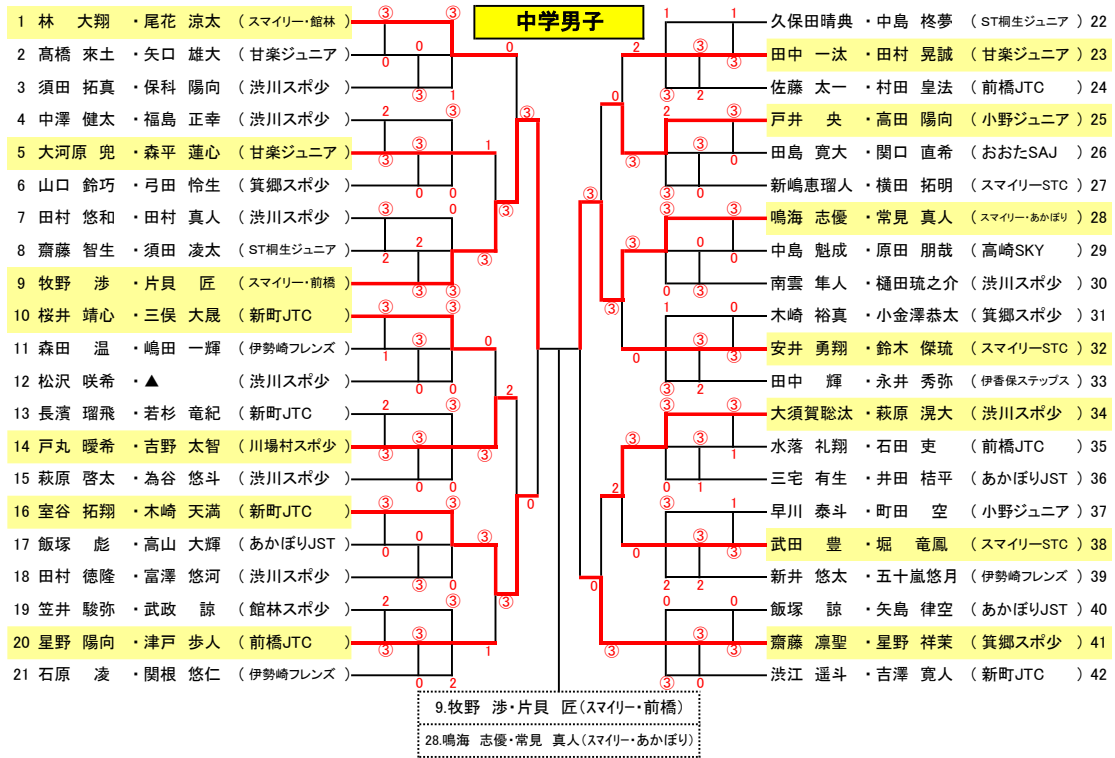 中学男子
1 林 大翔 ・尾花 涼太 (スマイリー・館林 )
2 髙橋 來土 ・矢口 雄大 ( 甘楽ジュニア )
3 須田 拓真 ・保科 陽向 ( 渋川スポ少 )
4 中澤 健太 ・福島 正幸 ( 渋川スポ少 )
5 大河原 兜 ・森平 蓮心 ( 甘楽ジュニア )
6 山口 鈴巧 ・弓田 怜生 ( 箕郷スポ少 )
7 田村 悠和 ・田村 真人 ( 渋川スポ少 )
8 齋藤 智生 ・須田 凌太 ( ST桐生ジュニア )
9 牧野 渉 ・片貝 匠 (スマイリー・前橋 )
10 桜井 靖心 ・三俣 大晟 ( 新町JTC )
11 森田 温 ・嶋田 一輝 ( 伊勢崎フレンズ )
12 松沢 咲希 ・▲ ( 渋川スポ少 )
13 長濱 瑠飛 ・若杉 竜紀 ( 新町JTC )
14 戸丸 曖希 ・吉野 太智 ( 川場村スポ少 )
15 萩原 啓太 ・為谷 悠斗 ( 渋川スポ少 )
16 室谷 拓翔 ・木崎 天満 ( 新町JTC )
17 飯塚 彪 ・高山 大輝 ( あかぼりJST )
18 田村 德隆 ・富澤 悠河 ( 渋川スポ少 )
19 笠井 駿弥 ・武政 諒 ( 館林スポ少 )
20 星野 陽向 ・津戸 歩人 ( 前橋JTC )
21 石原 凌 ・関根 悠仁 ( 伊勢崎フレンズ )
久保田晴典 ・中島 柊夢 ( ST桐生ジュニア ) 22
田中 一汰 ・田村 晃誠 ( 甘楽ジュニア ) 23
佐藤 太一 ・村田 皇法 ( 前橋JTC ) 24
戸井 央 ・高田 陽向 ( 小野ジュニア ) 25
田島 寛大 ・関口 直希 ( おおたSAJ ) 26
新嶋恵瑠人 ・横田 拓明 ( スマイリーSTC ) 27
鳴海 志優 ・常見 真人 ( スマイリー・あかぼり ) 28
中島 魁成 ・原田 朋哉 ( 高崎SKY ) 29
南雲 隼人 ・樋田琉之介 ( 渋川スポ少 ) 30
木崎 裕真 ・小金澤恭太 ( 箕郷スポ少 ) 31
安井 勇翔 ・鈴木 傑琉 ( スマイリーSTC ) 32
田中 輝 ・永井 秀弥 ( 伊香保ステップス ) 33
大須賀聡汰 ・萩原 滉大 ( 渋川スポ少 ) 34
水落 礼翔 ・石田 吏 ( 前橋JTC ) 35
三宅 有生 ・井田 桔平 ( あかぼりJST ) 36
早川 泰斗 ・町田 空 ( 小野ジュニア ) 37
武田 豊 ・堀 竜鳳 ( スマイリーSTC ) 38
新井 悠太 ・五十嵐悠月 ( 伊勢崎フレンズ ) 39
飯塚 諒 ・矢島 律空 ( あかぼりJST ) 40
齋藤 凛聖 ・星野 祥茉 ( 箕郷スポ少 ) 41
渋江 遥斗 ・吉澤 寛人 ( 新町JTC ) 42
9.牧野 渉・片貝 匠(スマイリー・前橋)
28.鳴海 志優・常見 真人(スマイリー・あかぼり)